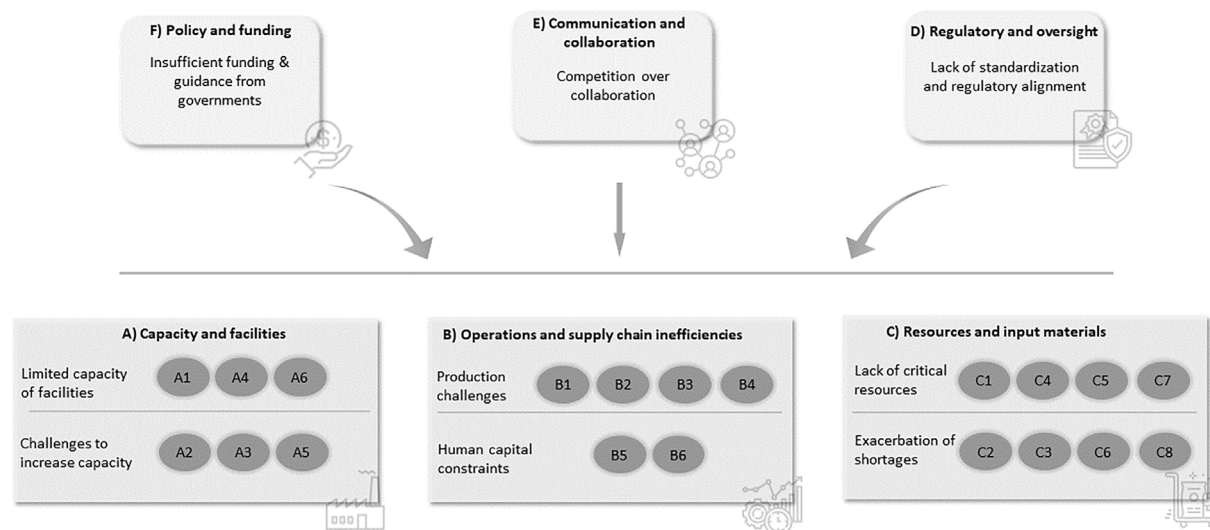 F) Policy and funding
Insufficient funding &
guidance from
governments
E) Communication and
collaboration
Competition over
collaboration
D) Regulatory and oversight
Lack of standardization
and regulatory alignment
A) Capacity and facilities
Limited capacity
of facilities
A1 A4 A6
Challenges to
increase capacity
A2 A3 A5
B) Operations and supply chain inefficiencies
Production
challenges
B1 B2 B3 B4
Human capital
constraints
B5 B6
C) Resources and input materials
Lack of critical
resources
C1 C4 C5 C7
Exacerbation of
shortages
C2 C3 C6 C8